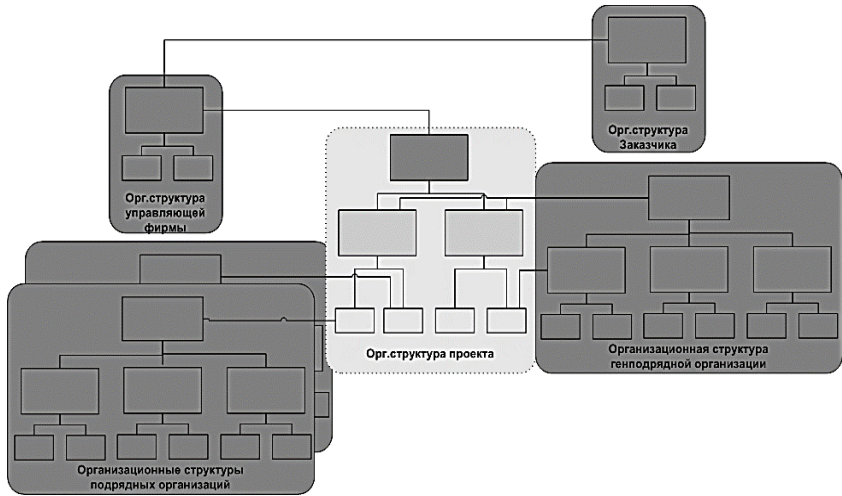 Орг.структура
Заказчика
Орг.структура
управляющей
фирмы
Орг.структура проекта
Организационная структура
генподрядной организации
Организационные структуры
подрядных организаций